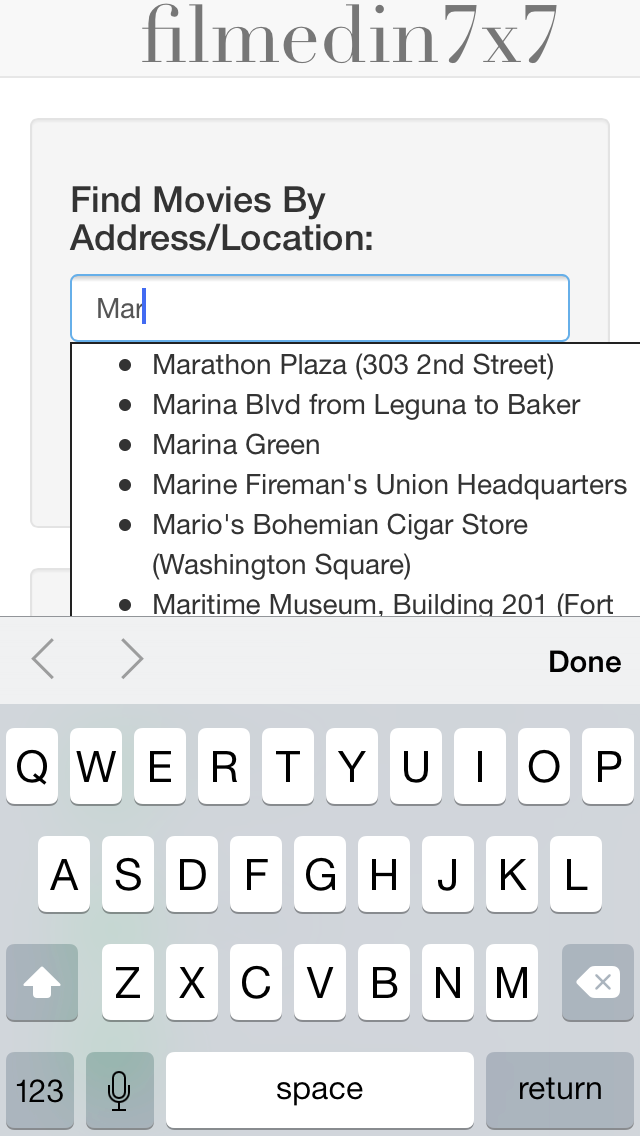 filmedin7x7
Find Movies By
Address/Location:
Mar
Marathon Plaza (303 2nd Street)
Marina Blvd from Leguna to Baker
Marina Green
Marine Fireman's Union Headquarters
Mario's Bohemian Cigar Store
(Washington Square)
Maritime Museum, Building 201 (Fort
Done
Q W E R T Y U I O P
A S D F G H J K L
Z X C V B N M
123 space return